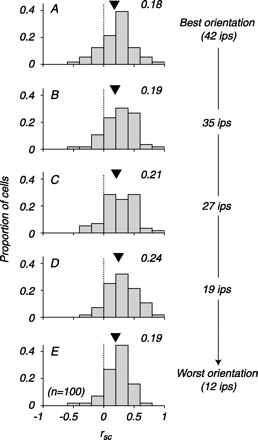 A
0.18
0.4
0.2
0
Best orientation
(42 ips)
B
0.19
0.4
0.2
0
35 ips
Proportion of cells
C
0.21
0.4
0.2
0
27 ips
D
0.24
0.4
0.2
0
19 ips
E
0.19
0.4
0.2
0
(n=100)
Worst orientation
(12 ips)
-1 -0.5 0 0.5 1
rsc